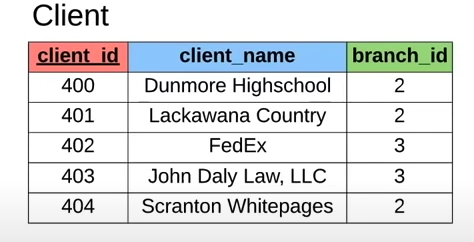 Client
client_id client_name branch_id
400 Dunmore Highschool 2
401 Lackawana Country 2
402 FedEx 3
403 John Daly Law, LLC 3
404 Scranton Whitepages 2